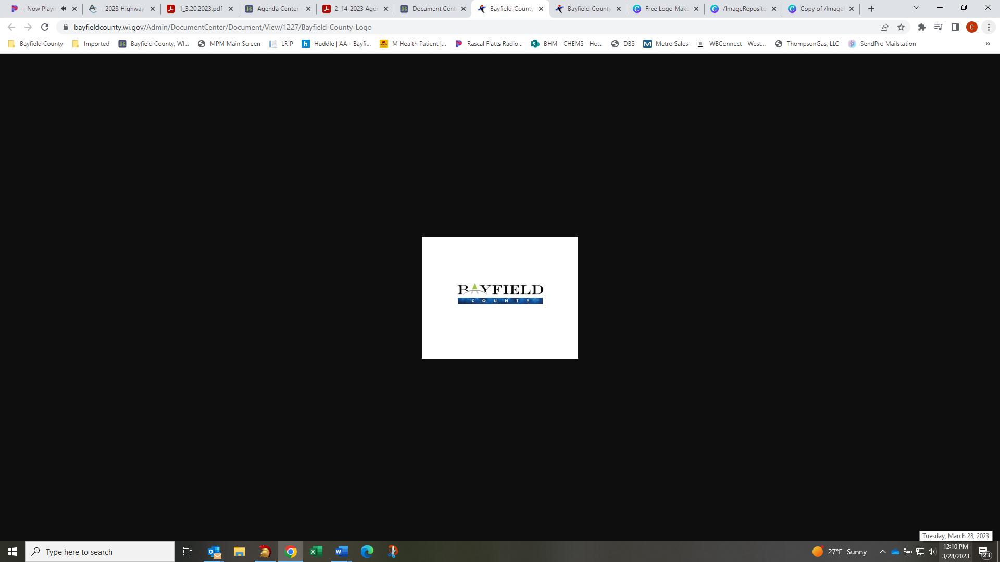 - Now Playi
- 2023 Highway
1_3.20.2023.pdf
Agenda Center
2-14-2023 Agen
Document Cent
Bayfield-County
Bayfield-County
Free Logo Make
/ImageReposito
Copy of /Image
bayfieldcounty.wi.gov/Admin/DocumentCenter/Document/View/1227/Bayfield-County-Logo
C
Bayfield County
Imported
Bayfield County, WI...
MPM Main Screen
LRIP
Huddle | AA - Bayfi...
M Health Patient |...
Rascal Flatts Radio...
BHM - CHEMS - Ho...
DBS
Metro Sales
WBConnect - West...
ThompsonGas, LLC
SendPro Mailstation
»
BAYFIELD
COUNTY
Tuesday, March 28, 2023
Type here to search
27°F Sunny
12:10 PM
3/28/2023
23